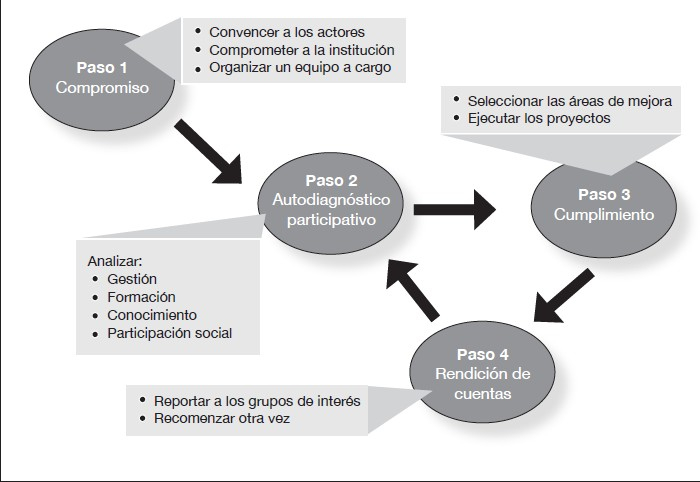 Paso 1
Compromiso
• Convencer a los actores
• Comprometer a la institución
• Organizar un equipo a cargo
Paso 2
Autodiagnóstico
participativo
Analizar:
• Gestión
• Formación
• Conocimiento
• Participación social
• Seleccionar las áreas de mejora
• Ejecutar los proyectos
Paso 3
Cumplimiento
Paso 4
Rendición de
cuentas
• Reportar a los grupos de interés
• Recomenzar otra vez